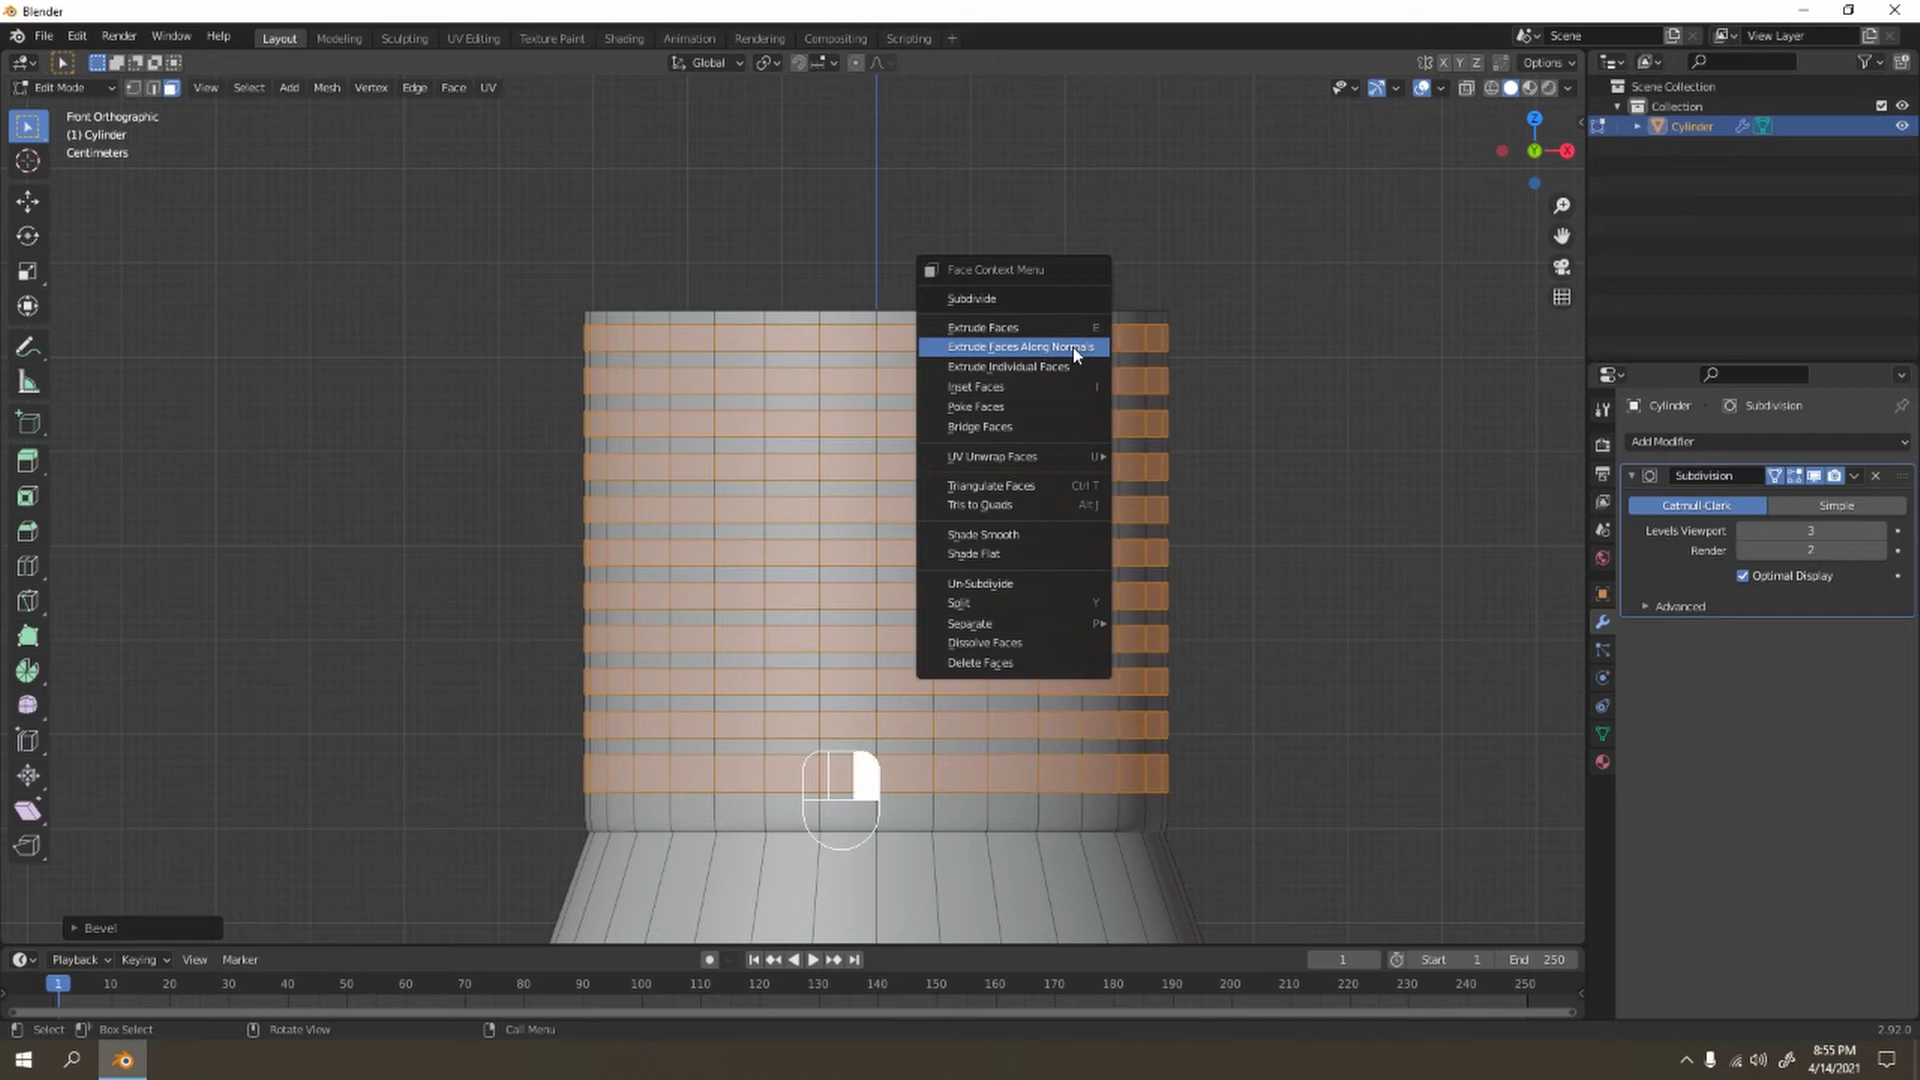 Blender
File Edit Render Window Help
Layout Modeling Sculpting UV Editing Texture Paint Shading Animation Rendering Compositing Scripting +
Scene
View Layer
Global
X Y Z
Options
Edit Mode
View Select Add Mesh Vertex Edge Face UV
Front Orthographic
(1) Cylinder
Centimeters
Z
Y
X
Scene Collection
Collection
Cylinder
Face Context Menu
Subdivide
Extrude Faces E
Extrude Faces Along Normals
Extrude Individual Faces
Inset Faces I
Poke Faces
Bridge Faces
UV Unwrap Faces U
Triangulate Faces Ctrl T
Tris to Quads Alt J
Shade Smooth
Shade Flat
Un-Subdivide
Split Y
Separate P
Dissolve Faces
Delete Faces
Cylinder Subdivision
Add Modifier
Subdivision
Catmull-Clark Simple
Levels Viewport 3
Render 2
Optimal Display
Advanced
Bevel
Playback Keying View Marker
1
Start 1
End 250
1 10 20 30 40 50 60 70 80 90 100 110 120 130 140 150 160 170 180 190 200 210 220 230 240 250
Select Box Select Rotate View Call Menu
2.92.0
8:55 PM
4/14/2021